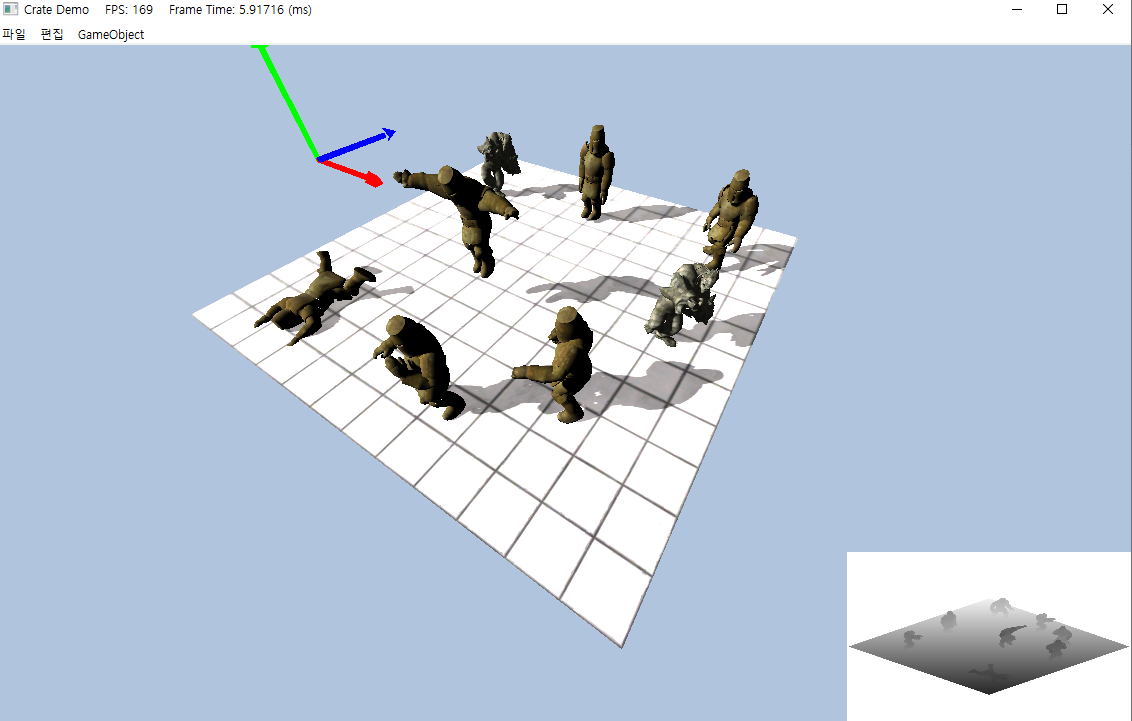 Crate Demo FPS: 169 Frame Time: 5.91716 (ms)
파일 편집 GameObject